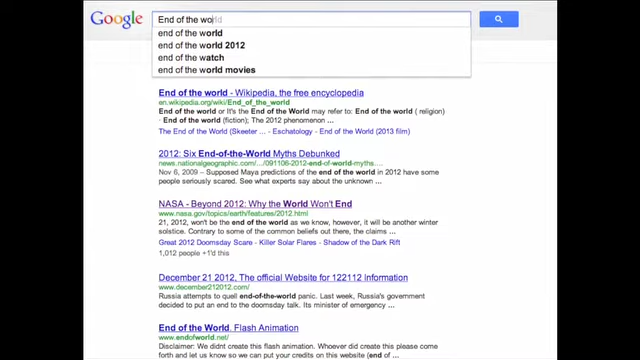 Google
End of the world
end of the world
end of the world 2012
end of the watch
end of the world movies
End of the world - Wikipedia, the free encyclopedia
en.wikipedia.org/wiki/End_of_the_world
End of the world or It's the End of the World may refer to: End of the world ( religion)
· End of the world (fiction); The 2012 phenomenon ...
The End of the World (Skeeter ... - Eschatology - End of the World (2013 film)
2012: Six End-of-the-World Myths Debunked
news.nationalgeographic.com/.../091106-2012-end-of-world-myths....
Nov 6, 2009 – Supposed Maya predictions of the end of the world in 2012 have some
people seriously scared. See what experts say about the unknown ...
NASA - Beyond 2012: Why the World Won't End
www.nasa.gov/topics/earth/features/2012.html
21, 2012, won't be the end of the world as we know, however, it will be another winter
solstice. Contrary to some of the common beliefs out there, the claims ...
Great 2012 Doomsday Scare - Killer Solar Flares - Shadow of the Dark Rift
1,012 people +1'd this
December 21 2012, The official Website for 122112 Information
www.december212012.com/
Russia attempts to quell end-of-the-world panic. Last week, Russia's government
decided to put an end to the doomsday talk. Its minister of emergency ...
End of the World, Flash Animation
www.endofworld.net/
Disclaimer: We didnt create this flash animation. Whoever did create this please come
forth and let us know so we can put your credits on this website (end of ...